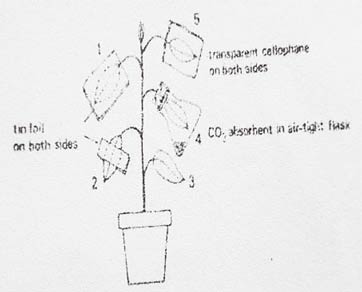 5
1
transparent cellophane
on both sides
tin foil
on both sides
CO₂ absorbent in air-tight flask
4
2
3